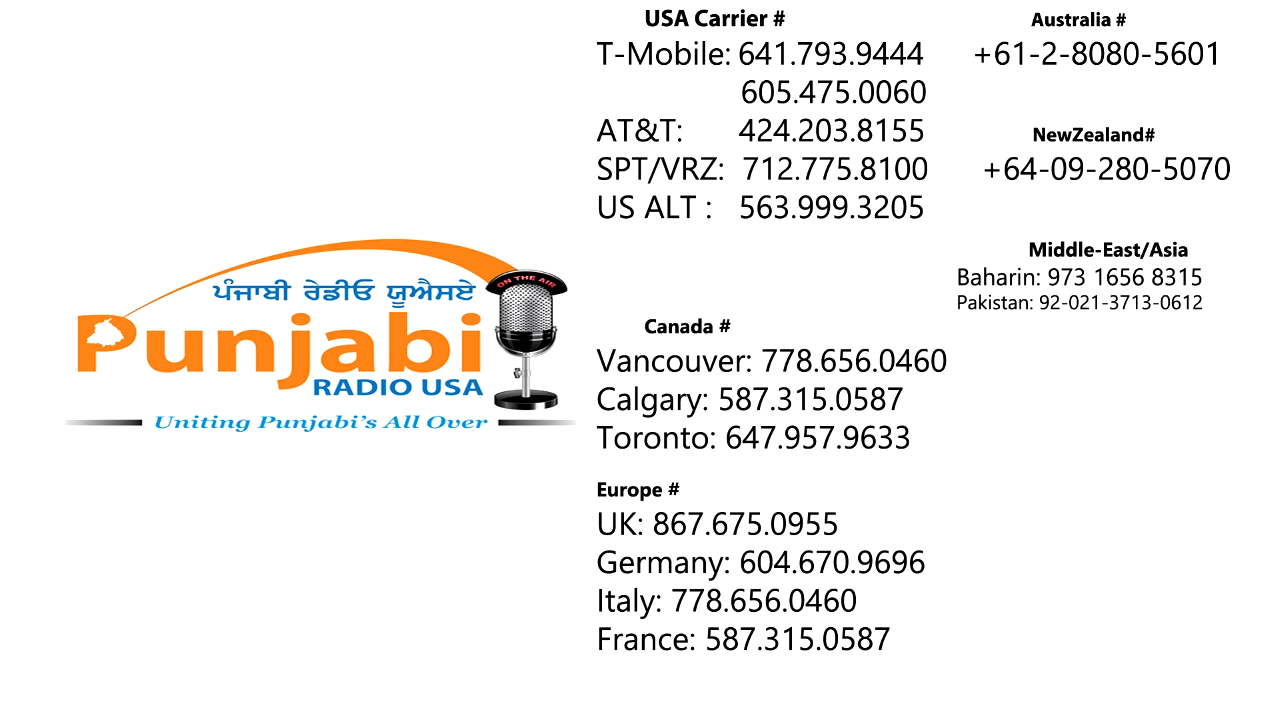 USA Carrier #
T-Mobile: 641.793.9444
605.475.0060
AT&T: 424.203.8155
SPT/VRZ: 712.775.8100
US ALT : 563.999.3205
Australia #
+61-2-8080-5601
NewZealand#
+64-09-280-5070
Middle-East/Asia
Baharin: 973 1656 8315
Pakistan: 92-021-3713-0612
ON THE AIR
ਪੰਜਾਬੀ ਰੇਡੀਓ ਯੂਐਸਏ
Punjabi
RADIO USA
Uniting Punjabi's All Over
Canada #
Vancouver: 778.656.0460
Calgary: 587.315.0587
Toronto: 647.957.9633
Europe #
UK: 867.675.0955
Germany: 604.670.9696
Italy: 778.656.0460
France: 587.315.0587